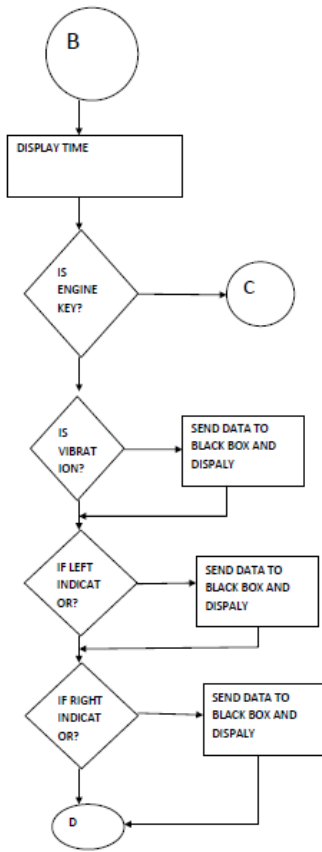 B
DISPLAY TIME
IS
ENGINE
KEY?
C
IS
VIBRAT
ION?
SEND DATA TO
BLACK BOX AND
DISPALY
IF LEFT
INDICAT
OR?
SEND DATA TO
BLACK BOX AND
DISPALY
IF RIGHT
INDICAT
OR?
SEND DATA TO
BLACK BOX AND
DISPALY
D